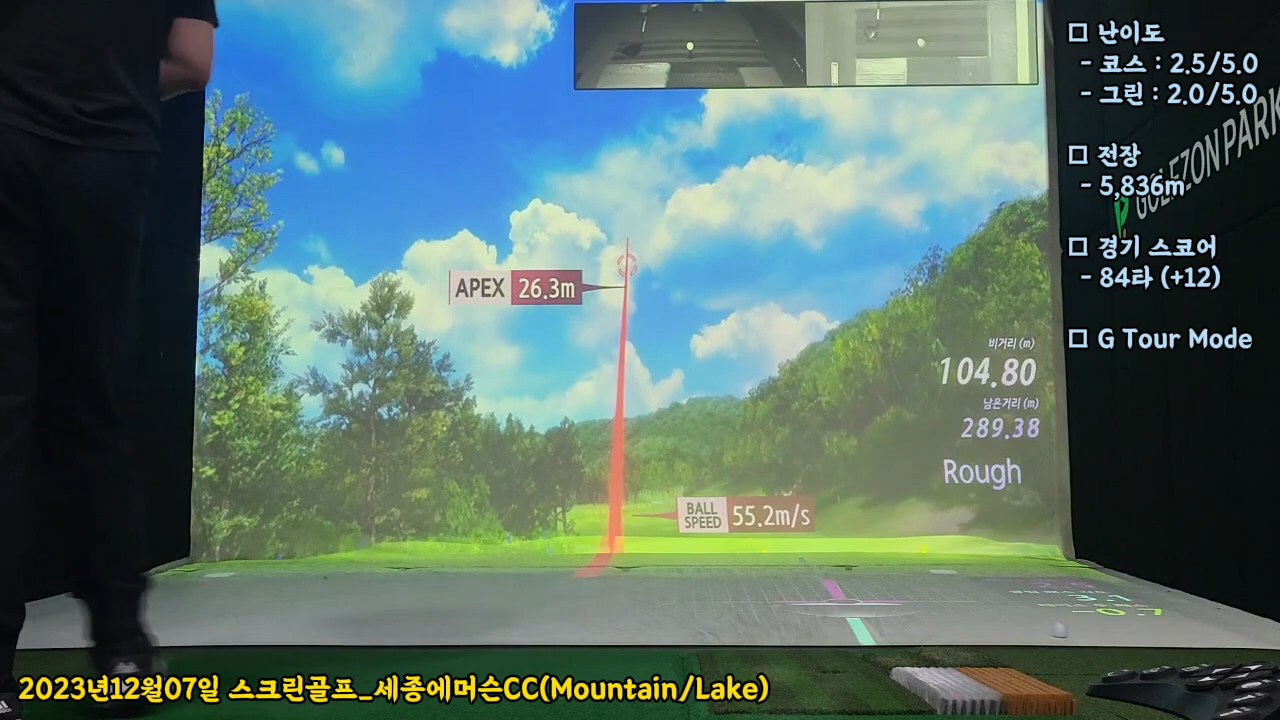 □ 난이도
- 코스 : 2.5/5.0
- 그린 : 2.0/5.0
GOLFZON PARK
□ 전장
- 5,836m
□ 경기 스코어
- 84타 (+12)
□ G Tour Mode
APEX 26.3m
비거리 (m)
104.80
남은거리 (m)
289.38
Rough
BALL SPEED 55.2m/s
2023년12월07일 스크린골프_세종에머슨CC(Mountain/Lake)